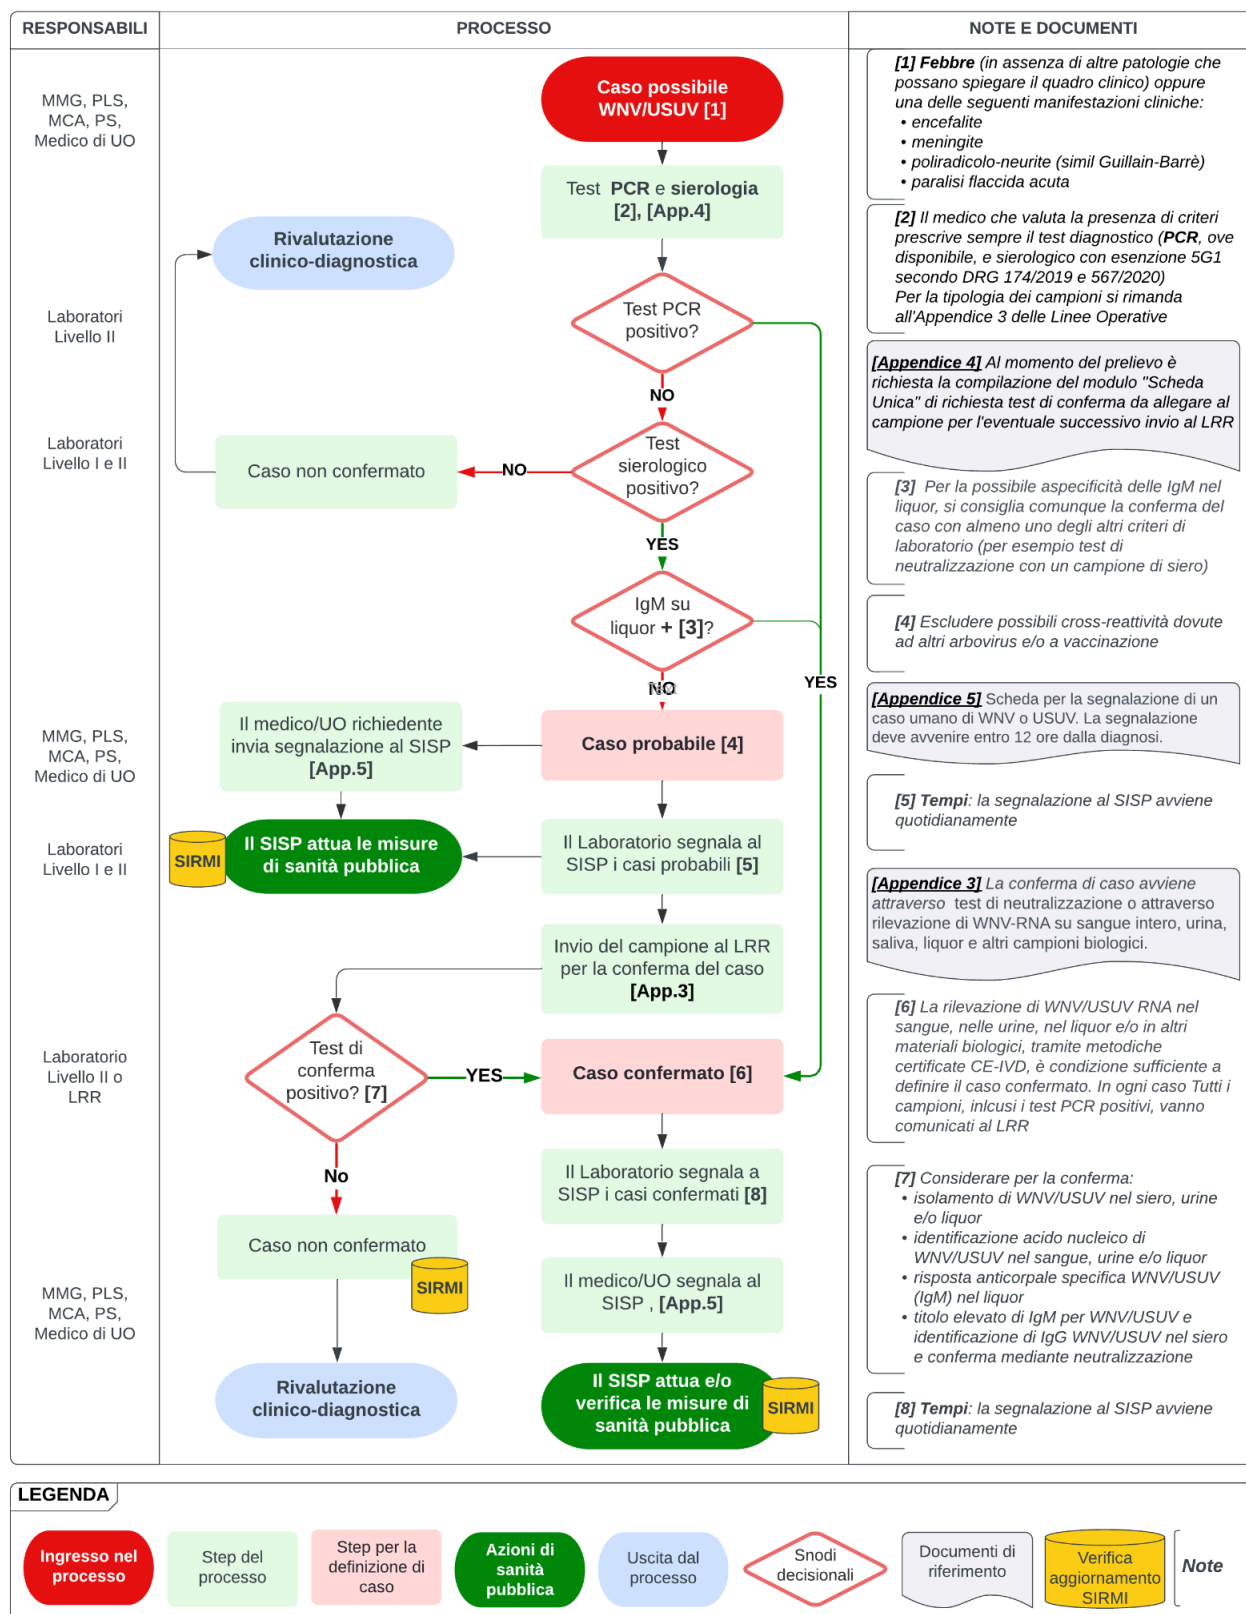 RESPONSABILI
PROCESSO
NOTE E DOCUMENTI
MMG, PLS,
MCA, PS,
Medico di UO
Caso possibile
WNV/USUV [1]
Test PCR e sierologia
[2], [App.4]
Rivalutazione
clinico-diagnostica
Laboratori
Livello II
Test PCR
positivo?
NO
Laboratori
Livello I e II
Caso non confermato
NO
Test
sierologico
positivo?
YES
IgM su
liquor + [3]?
NO
YES
MMG, PLS,
MCA, PS,
Medico di UO
Il medico/UO richiedente
invia segnalazione al SISP
[App.5]
Caso probabile [4]
Laboratori
Livello I e II
SIRMI
Il SISP attua le misure
di sanità pubblica
Il Laboratorio segnala al
SISP i casi probabili [5]
Invio del campione al LRR
per la conferma del caso
[App.3]
Laboratorio
Livello II o
LRR
Test di
conferma
positivo? [7]
YES
Caso confermato [6]
No
Il Laboratorio segnala a
SISP i casi confermati [8]
Caso non confermato
SIRMI
MMG, PLS,
MCA, PS,
Medico di UO
Il medico/UO segnala al
SISP , [App.5]
Rivalutazione
clinico-diagnostica
Il SISP attua e/o
verifica le misure di
sanità pubblica
SIRMI
[1] Febbre (in assenza di altre patologie che
possano spiegare il quadro clinico) oppure
una delle seguenti manifestazioni cliniche:
• encefalite
• meningite
• poliradicolo-neurite (simil Guillain-Barrè)
• paralisi flaccida acuta
[2] Il medico che valuta la presenza di criteri
prescrive sempre il test diagnostico (PCR, ove
disponibile, e sierologico con esenzione 5G1
secondo DRG 174/2019 e 567/2020)
Per la tipologia dei campioni si rimanda
all'Appendice 3 delle Linee Operative
[Appendice 4] Al momento del prelievo è
richiesta la compilazione del modulo "Scheda
Unica" di richiesta test di conferma da allegare al
campione per l'eventuale successivo invio al LRR
[3] Per la possibile aspecificità delle IgM nel
liquor, si consiglia comunque la conferma del
caso con almeno uno degli altri criteri di
laboratorio (per esempio test di
neutralizzazione con un campione di siero)
[4] Escludere possibili cross-reattività dovute
ad altri arbovirus e/o a vaccinazione
[Appendice 5] Scheda per la segnalazione di un
caso umano di WNV o USUV. La segnalazione
deve avvenire entro 12 ore dalla diagnosi.
[5] Tempi: la segnalazione al SISP avviene
quotidianamente
[Appendice 3] La conferma di caso avviene
attraverso test di neutralizzazione o attraverso
rilevazione di WNV-RNA su sangue intero, urina,
saliva, liquor e altri campioni biologici.
[6] La rilevazione di WNV/USUV RNA nel
sangue, nelle urine, nel liquor e/o in altri
materiali biologici, tramite metodiche
certificate CE-IVD, è condizione sufficiente a
definire il caso confermato. In ogni caso Tutti i
campioni, inlcusi i test PCR positivi, vanno
comunicati al LRR
[7] Considerare per la conferma:
• isolamento di WNV/USUV nel siero, urine
e/o liquor
• identificazione acido nucleico di
WNV/USUV nel sangue, urine e/o liquor
• risposta anticorpale specifica WNV/USUV
(IgM) nel liquor
• titolo elevato di IgM per WNV/USUV e
identificazione di IgG WNV/USUV nel siero
e conferma mediante neutralizzazione
[8] Tempi: la segnalazione al SISP avviene
quotidianamente
LEGENDA
Ingresso nel
processo
Step del
processo
Step per la
definizione di
caso
Azioni di
sanità
pubblica
Uscita dal
processo
Snodi
decisionali
Documenti di
riferimento
Verifica
aggiornamento
SIRMI
Note